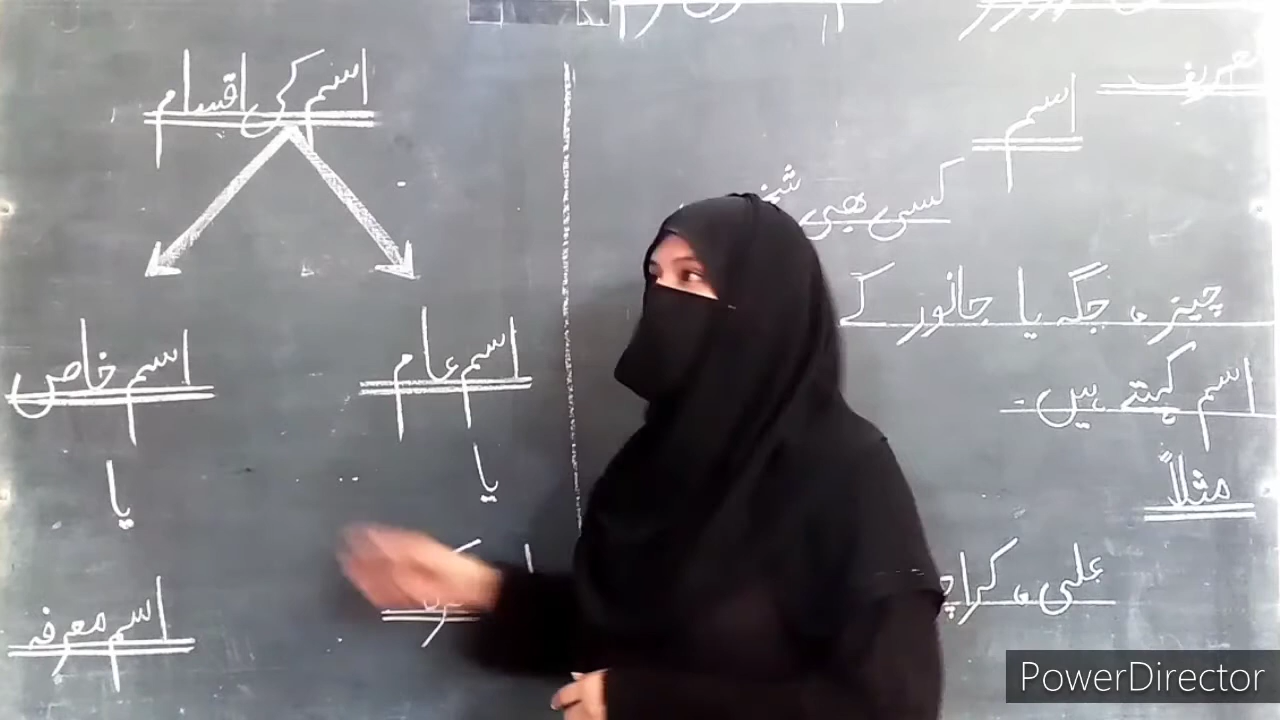 تعریف
اسم
کسی بھی
چیز، جگہ یا جانور کے
اسم کہتے ہیں۔
مثلاً
علی، کراچی
اسم کی اقسام
اسم عام
اسم خاص
یا
یا
اسم معرفہ
PowerDirector